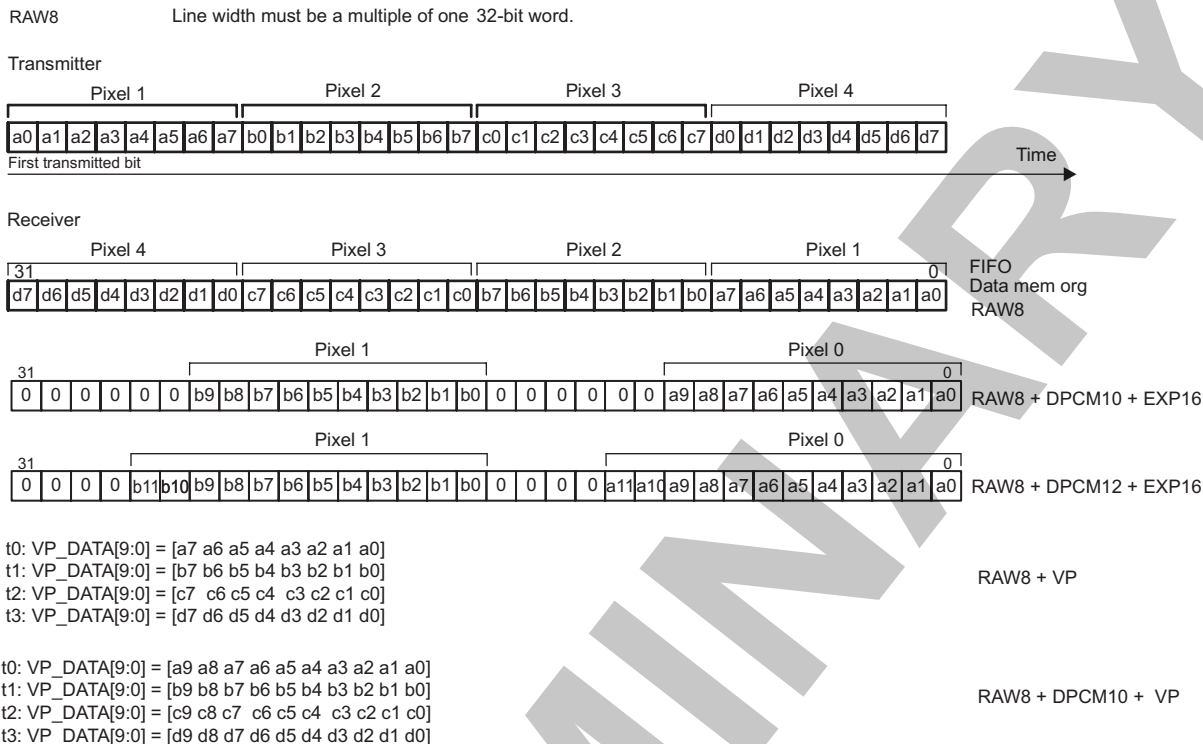 RAW8 Line width must be a multiple of one 32-bit word.
Transmitter
Pixel 1 Pixel 2 Pixel 3 Pixel 4
a0 a1 a2 a3 a4 a5 a6 a7 b0 b1 b2 b3 b4 b5 b6 b7 c0 c1 c2 c3 c4 c5 c6 c7 d0 d1 d2 d3 d4 d5 d6 d7
First transmitted bit Time
Receiver
Pixel 4 Pixel 3 Pixel 2 Pixel 1
31 0 FIFO
Data mem org
d7 d6 d5 d4 d3 d2 d1 d0 c7 c6 c5 c4 c3 c2 c1 c0 b7 b6 b5 b4 b3 b2 b1 b0 a7 a6 a5 a4 a3 a2 a1 a0
RAW8
Pixel 1 Pixel 0
31 0
0 0 0 0 0 0 b9 b8 b7 b6 b5 b4 b3 b2 b1 b0 0 0 0 0 0 0 a9 a8 a7 a6 a5 a4 a3 a2 a1 a0 RAW8 + DPCM10 + EXP16
Pixel 1 Pixel 0
31 0
0 0 0 0 b11 b10 b9 b8 b7 b6 b5 b4 b3 b2 b1 b0 0 0 0 0 a11 a10 a9 a8 a7 a6 a5 a4 a3 a2 a1 a0 RAW8 + DPCM12 + EXP16
t0: VP_DATA[9:0] = [a7 a6 a5 a4 a3 a2 a1 a0]
t1: VP_DATA[9:0] = [b7 b6 b5 b4 b3 b2 b1 b0]
RAW8 + VP
t2: VP_DATA[9:0] = [c7 c6 c5 c4 c3 c2 c1 c0]
t3: VP_DATA[9:0] = [d7 d6 d5 d4 d3 d2 d1 d0]
t0: VP_DATA[9:0] = [a9 a8 a7 a6 a5 a4 a3 a2 a1 a0]
t1: VP_DATA[9:0] = [b9 b8 b7 b6 b5 b4 b3 b2 b1 b0]
RAW8 + DPCM10 + VP
t2: VP_DATA[9:0] = [c9 c8 c7 c6 c5 c4 c3 c2 c1 c0]
t3: VP_DATA[9:0] = [d9 d8 d7 d6 d5 d4 d3 d2 d1 d0]
MINARY